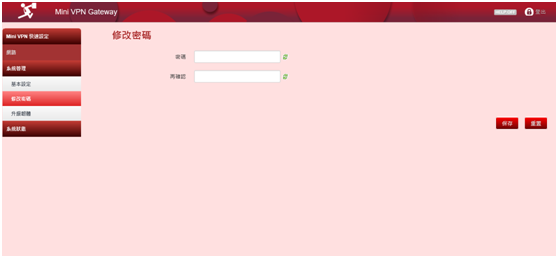 Mini VPN Gateway
HELP OFF
登出
Mini VPN 快速設定
網路
系統管理
基本設定
修改密碼
升級韌體
系統狀態
修改密碼
密碼
再確認
保存
重置